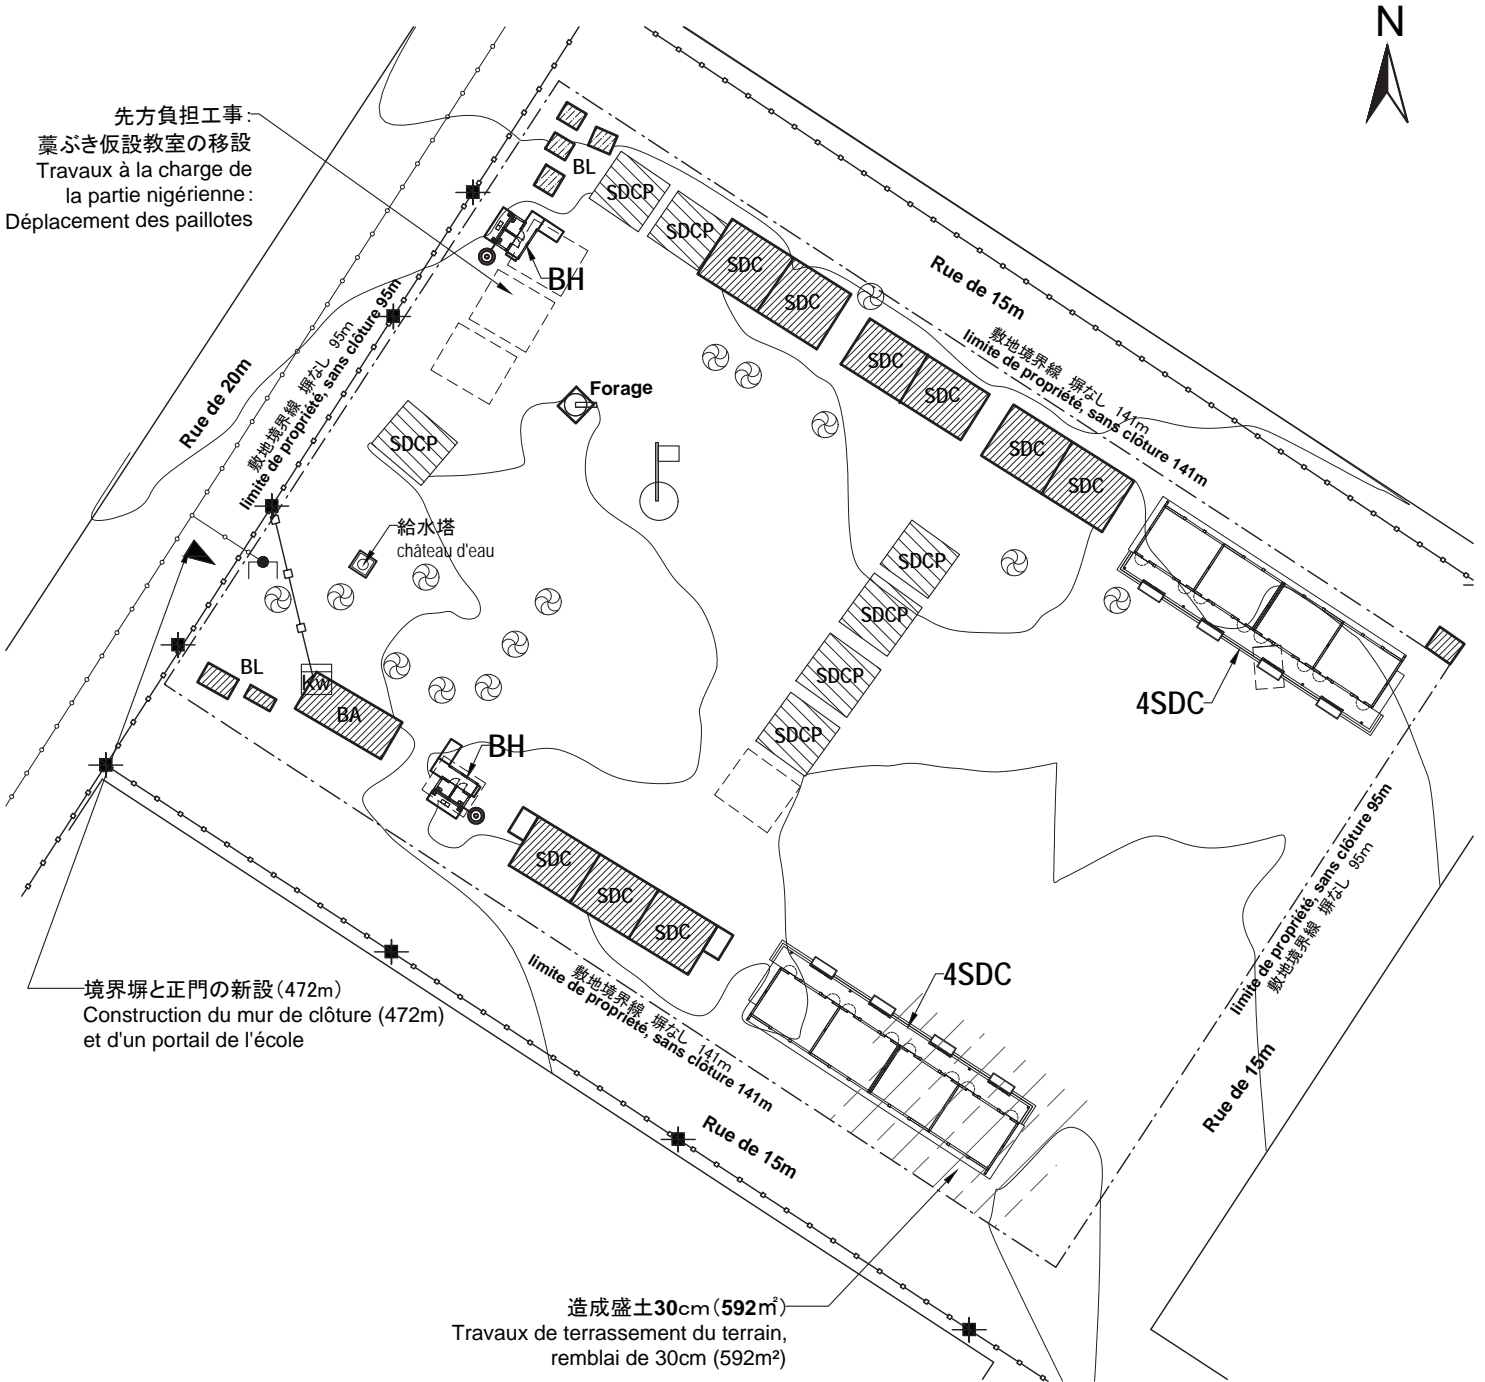 N
先方負担工事:
藁ぶき仮設教室の移設
Travaux à la charge de
la partie nigérienne:
Déplacement des paillotes
BL
SDCP
SDCP
SDC
SDC
BH
Rue de 15m
敷地境界線 塀なし 141m
limite de propriété, sans clôture 141m
SDC
SDC
SDC
SDC
Rue de 20m
敷地境界線 塀なし 95m
limite de propriété, sans clôture 95m
Forage
SDCP
給水塔
château d'eau
SDCP
SDCP
SDCP
SDCP
4SDC
BL
kw
BA
BH
SDC
SDC
SDC
limite de propriété, sans clôture 95m
敷地境界線 塀なし 95m
Rue de 15m
4SDC
敷地境界線 塀なし 141m
limite de propriété, sans clôture 141m
Rue de 15m
境界塀と正門の新設(472m)
Construction du mur de clôture (472m)
et d'un portail de l'école
造成盛土30cm(592㎡)
Travaux de terrassement du terrain,
remblai de 30cm (592m²)